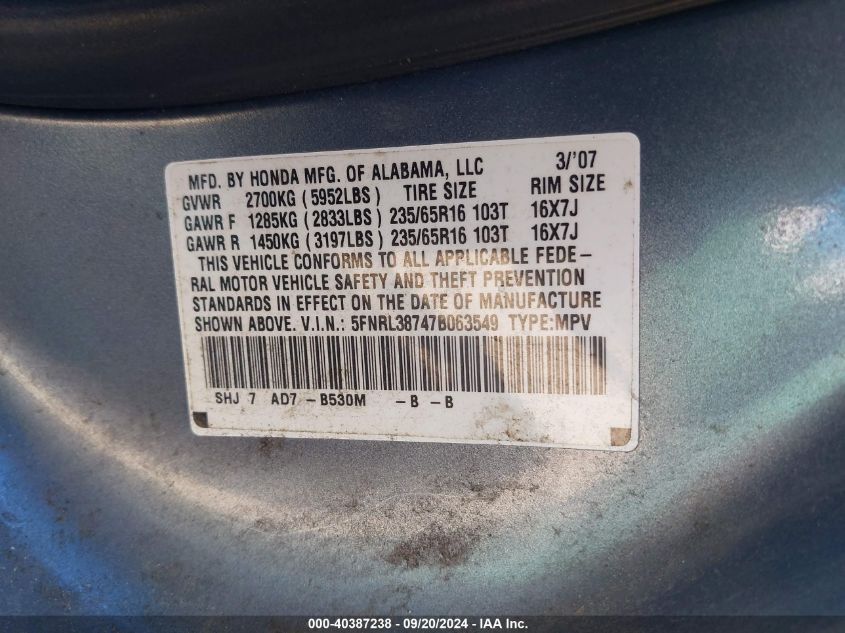 MFD. BY HONDA MFG. OF ALABAMA, LLC 3/'07
GVWR 2700KG (5952LBS) TIRE SIZE RIM SIZE
GAWR F 1285KG (2833LBS) 235/65R16 103T 16X7J
GAWR R 1450KG (3197LBS) 235/65R16 103T 16X7J
THIS VEHICLE CONFORMS TO ALL APPLICABLE FEDE-
RAL MOTOR VEHICLE SAFETY AND THEFT PREVENTION
STANDARDS IN EFFECT ON THE DATE OF MANUFACTURE
SHOWN ABOVE. V.I.N.: 5FNRL38747B063549 TYPE:MPV
SHJ 7 AD7 -B530M -B -B
000-40387238 - 09/20/2024 - IAA Inc.